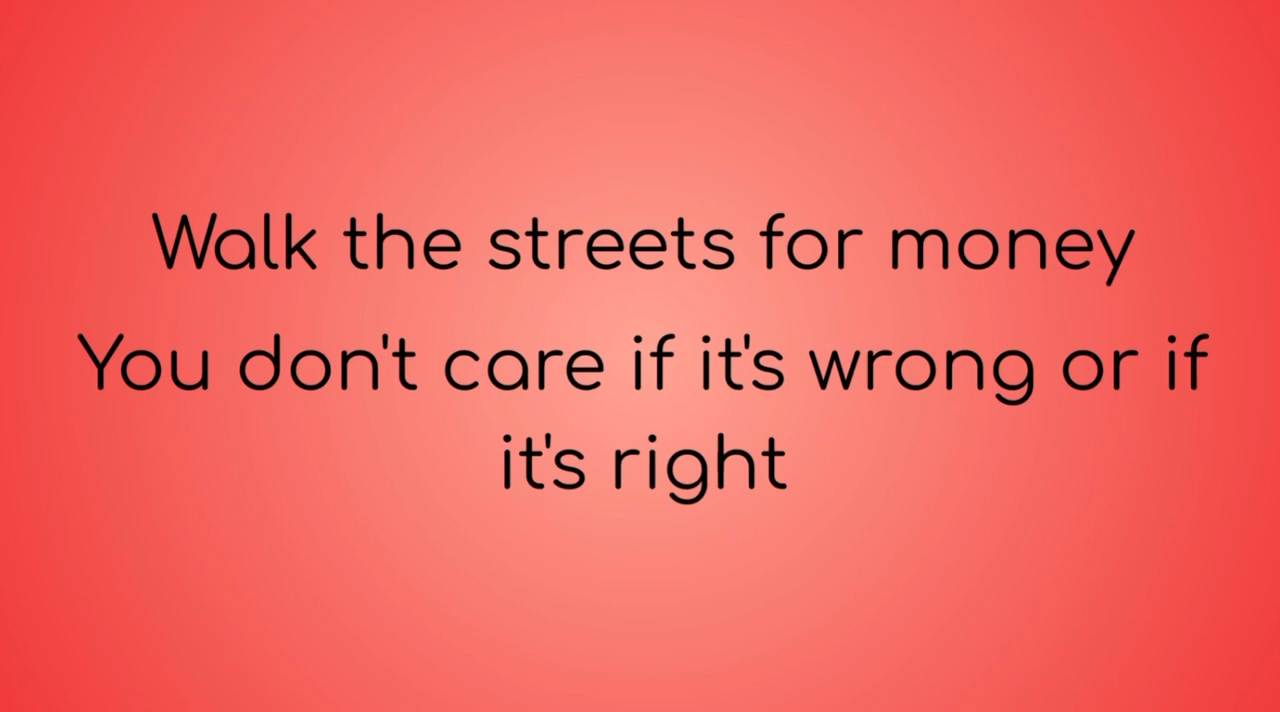 Walk the streets for money
You don't care if it's wrong or if
it's right